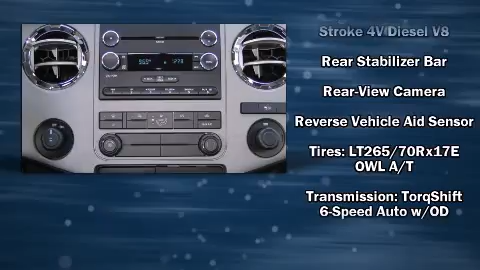 Stroke 4V Diesel V8
Rear Stabilizer Bar
Rear-View Camera
Reverse Vehicle Aid Sensor
Tires: LT265/70Rx17E
OWL A/T
Transmission: TorqShift
6-Speed Auto w/OD